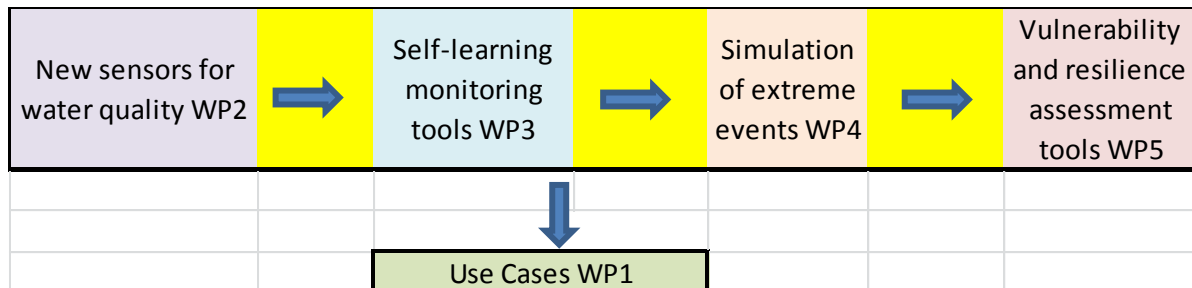 New sensors for
water quality WP2
Self-learning
monitoring
tools WP3
Simulation
of extreme
events WP4
Vulnerability
and resilience
assessment
tools WP5
Use Cases WP1